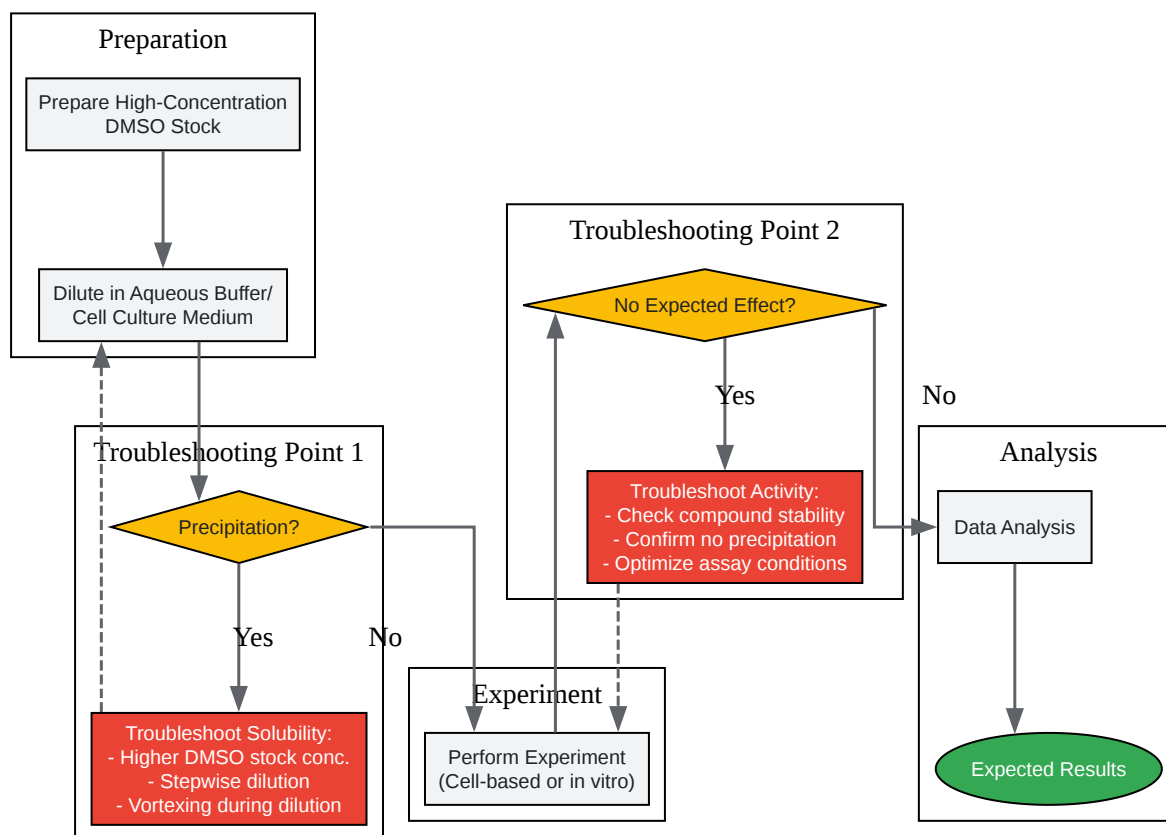 Preparation
Prepare High-Concentration
DMSO Stock
Dilute in Aqueous Buffer/
Cell Culture Medium
Troubleshooting Point 1
Precipitation?
Yes
No
Troubleshoot Solubility:
- Higher DMSO stock conc.
- Stepwise dilution
- Vortexing during dilution
Experiment
Perform Experiment
(Cell-based or in vitro)
Troubleshooting Point 2
No Expected Effect?
Yes
No
Troubleshoot Activity:
- Check compound stability
- Confirm no precipitation
- Optimize assay conditions
Analysis
Data Analysis
Expected Results